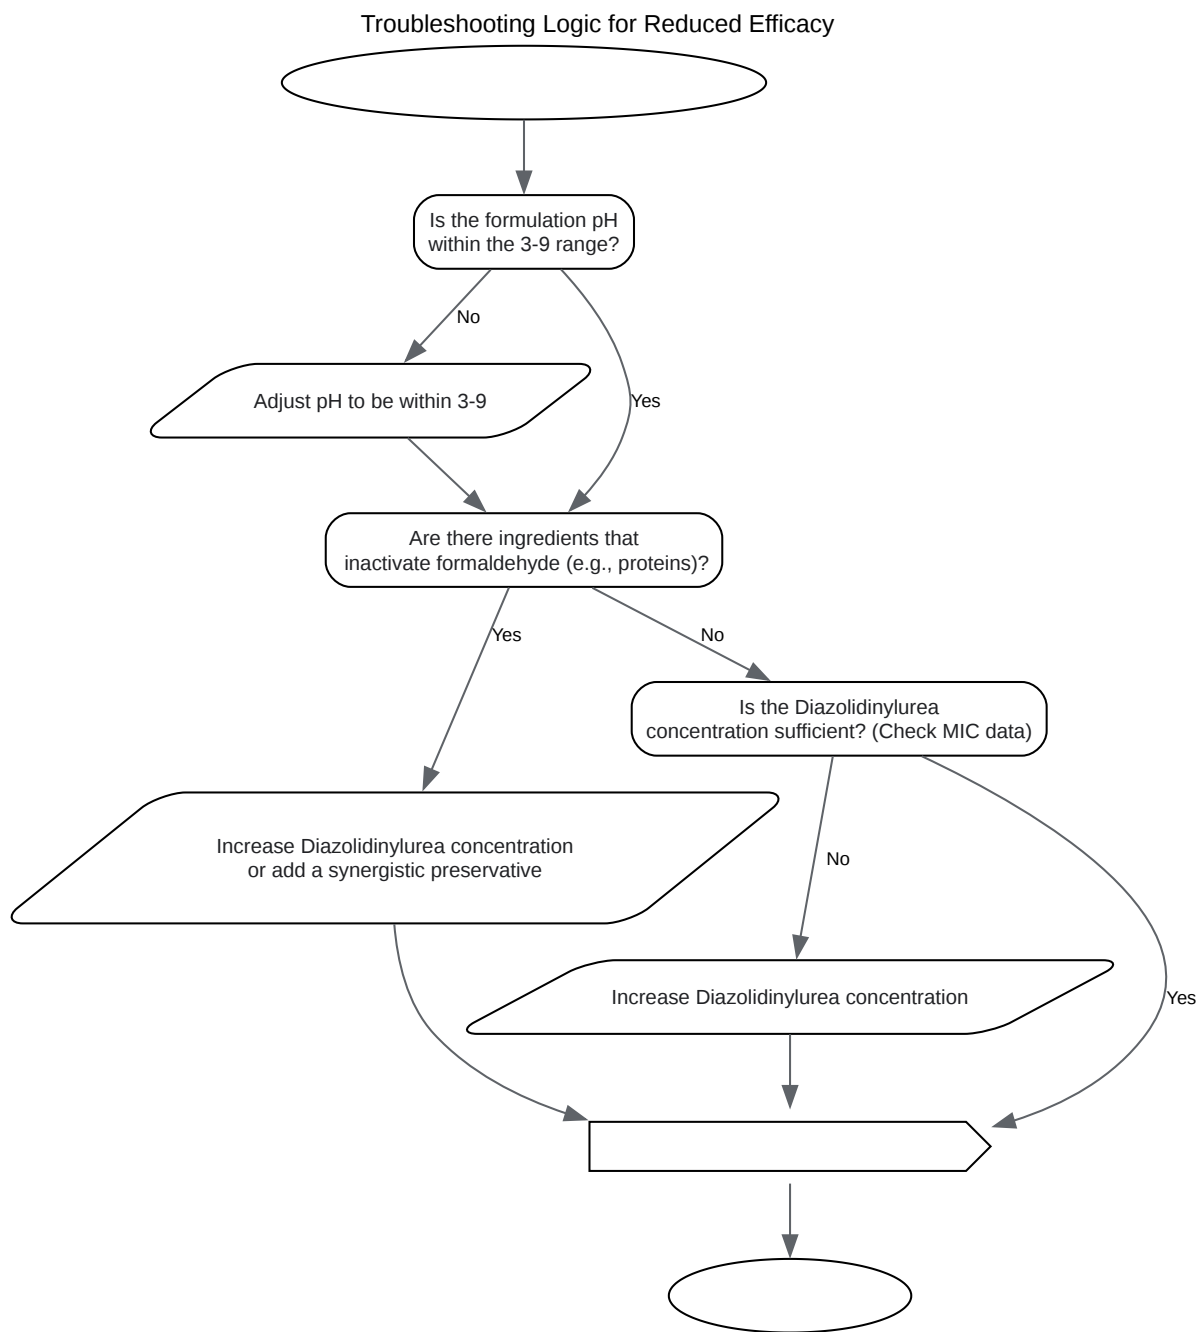 Troubleshooting Logic for Reduced Efficacy
Is the formulation pH
within the 3-9 range?
No
Adjust pH to be within 3-9
Yes
Are there ingredients that
inactivate formaldehyde (e.g., proteins)?
Yes
No
Is the Diazolidinylurea
concentration sufficient? (Check MIC data)
Increase Diazolidinylurea concentration
or add a synergistic preservative
No
Increase Diazolidinylurea concentration
Yes